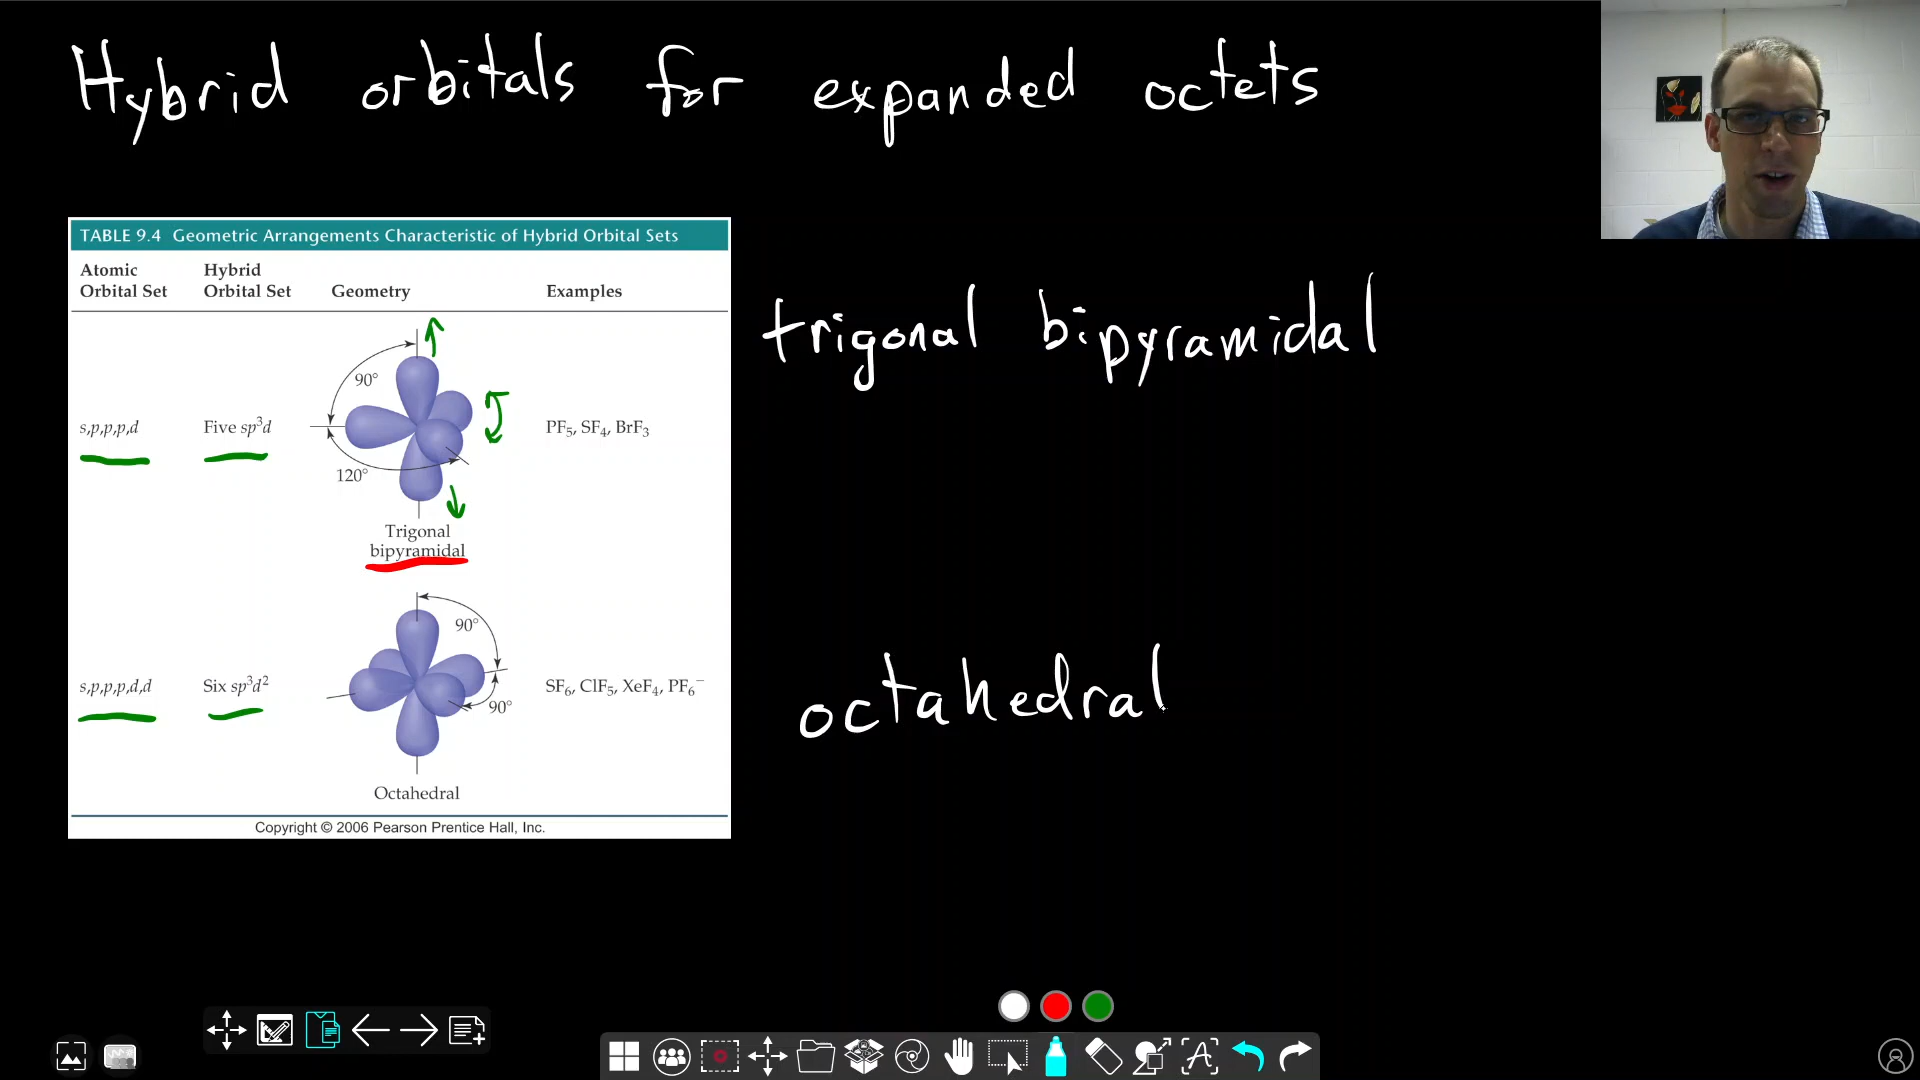 Hybrid orbitals for expanded octets
TABLE 9.4 Geometric Arrangements Characteristic of Hybrid Orbital Sets
Atomic Orbital Set
Hybrid Orbital Set
Geometry
Examples
90°
s,p,p,p,d
Five sp³d
PF₅, SF₄, BrF₃
120°
Trigonal
bipyramidal
trigonal bipyramidal
90°
s,p,p,p,d,d
Six sp³d²
SF₆, ClF₅, XeF₄, PF₆⁻
90°
Octahedral
octahedral
Copyright © 2006 Pearson Prentice Hall, Inc.